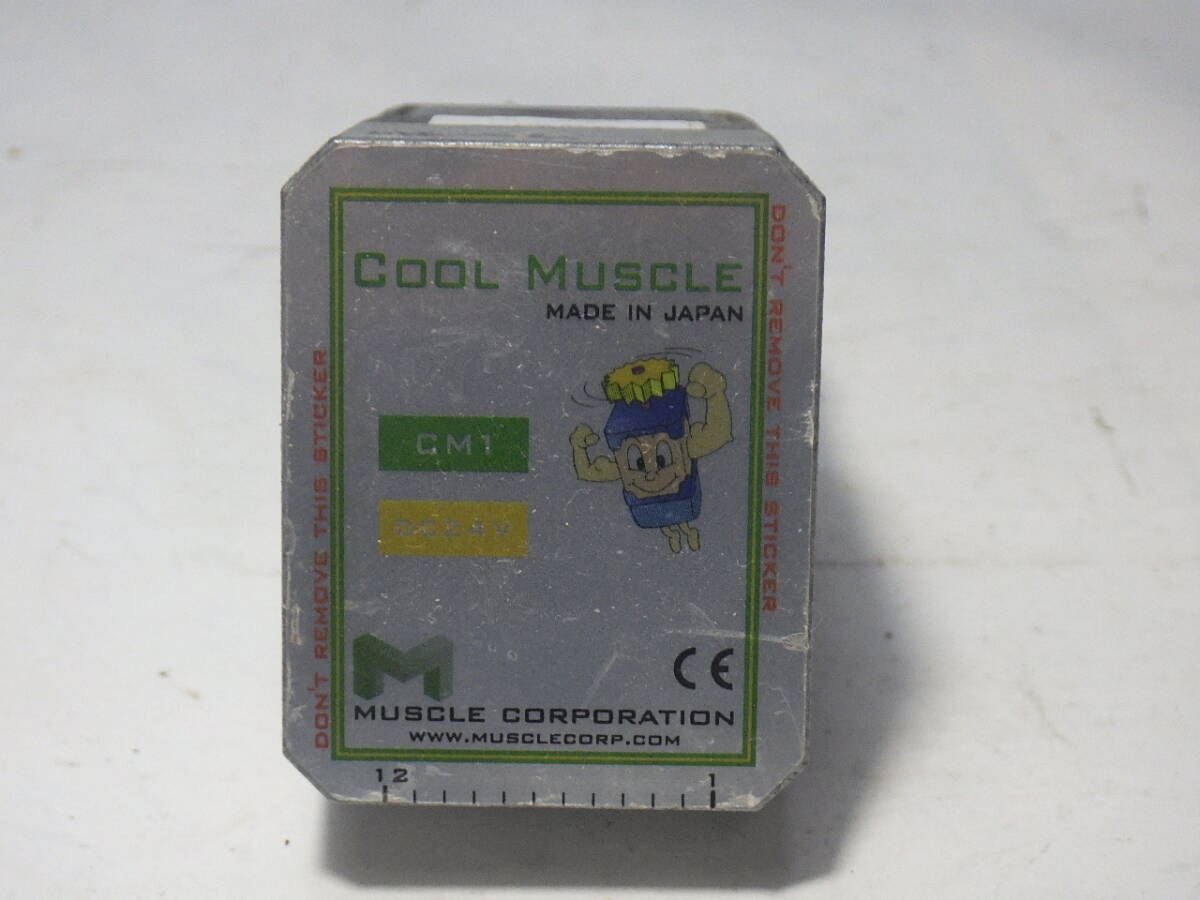 COOL MUSCLE
MADE IN JAPAN
CM1
DC24V
M
MUSCLE CORPORATION
CE
WWW.MUSCLECORP.COM
DON'T REMOVE THIS STICKER
DON'T REMOVE THIS STICKER
12 1